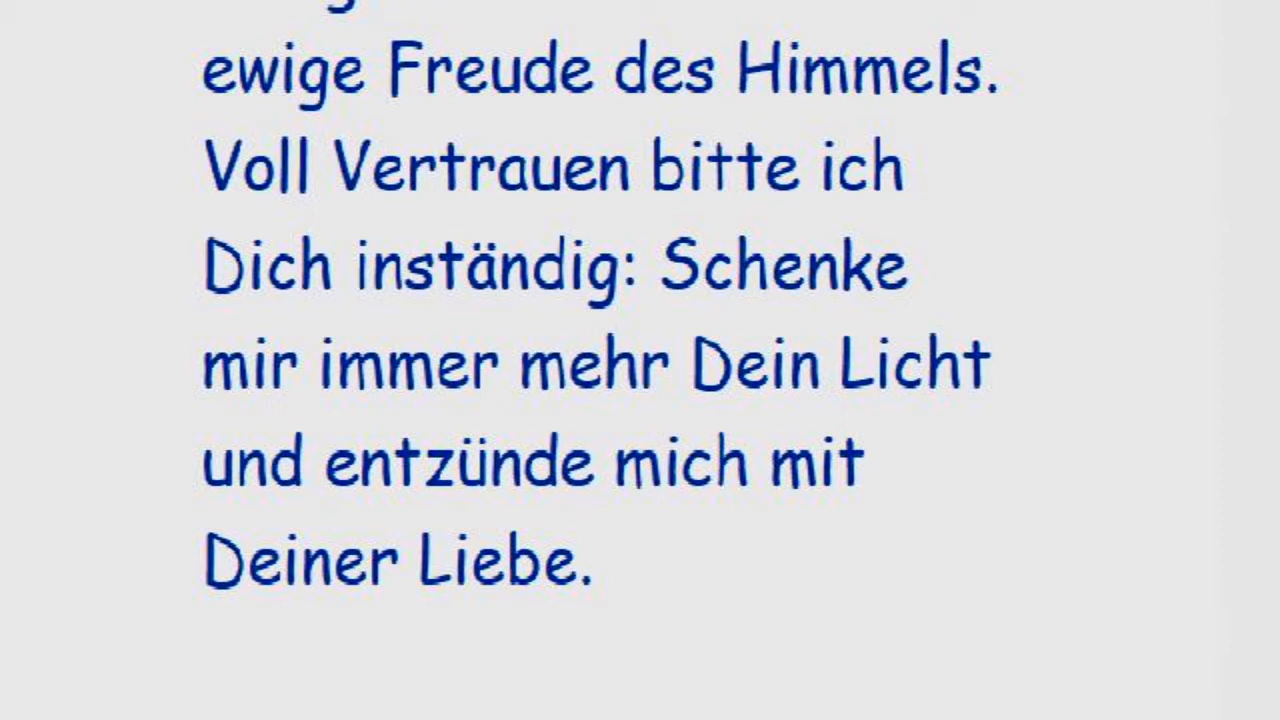 ewige Freude des Himmels.
Voll Vertrauen bitte ich
Dich inständig: Schenke
mir immer mehr Dein Licht
und entzünde mich mit
Deiner Liebe.